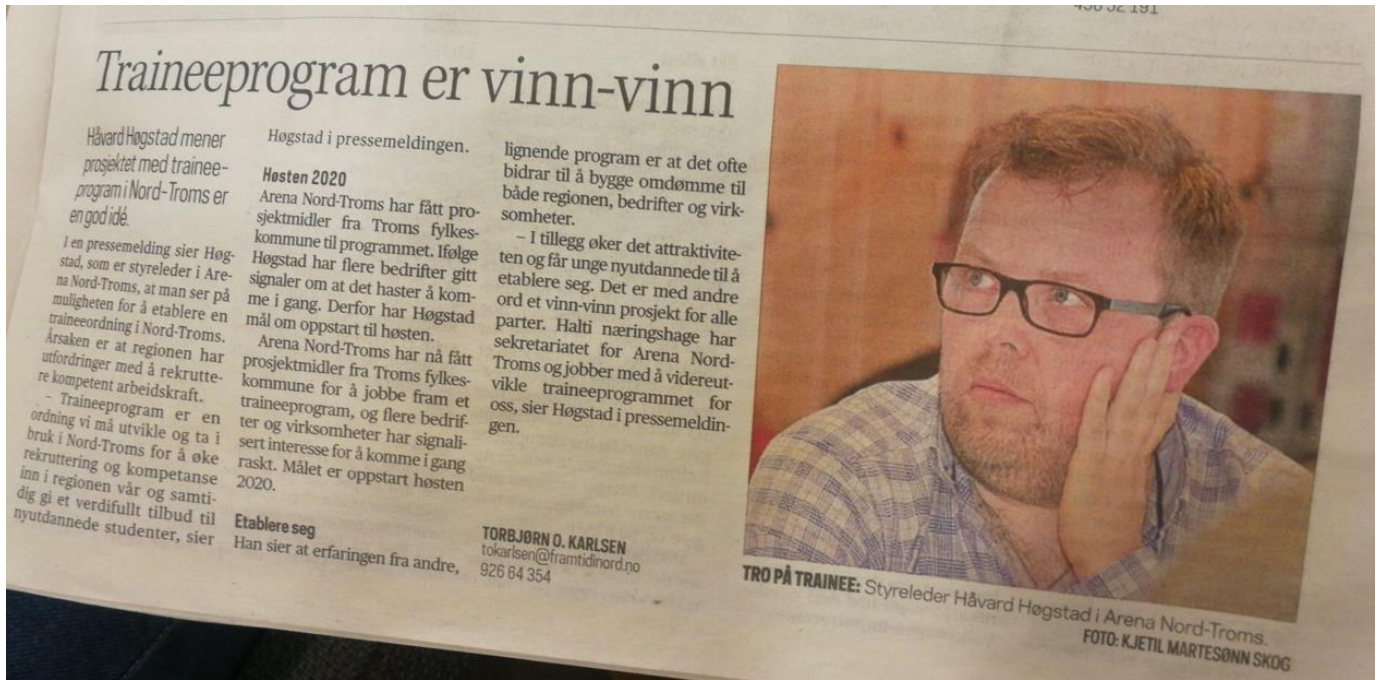 458 52 191
Traineeprogram er vinn-vinn
Håvard Høgstad mener
prosjektet med trainee-
program i Nord-Troms er
en god idé.
I en pressemelding sier Høg-
stad, som er styreleder i Are-
na Nord-Troms, at man ser på
muligheten for å etablere en
traineeordning i Nord-Troms.
Årsaken er at regionen har
utfordringer med å rekrutte-
re kompetent arbeidskraft.
– Traineeprogram er en
ordning vi må utvikle og ta i
bruk i Nord-Troms for å øke
rekruttering og kompetanse
inn i regionen vår og samti-
dig gi et verdifullt tilbud til
nyutdannede studenter, sier
Høgstad i pressemeldingen.
Høsten 2020
Arena Nord-Troms har fått pro-
sjektmidler fra Troms fylkes-
kommune til programmet. Ifølge
Høgstad har flere bedrifter gitt
signaler om at det haster å kom-
me i gang. Derfor har Høgstad
mål om oppstart til høsten.
Arena Nord-Troms har nå fått
prosjektmidler fra Troms fylkes-
kommune for å jobbe fram et
traineeprogram, og flere bedrif-
ter og virksomheter har signali-
sert interesse for å komme i gang
raskt. Målet er oppstart høsten
2020.
Etablere seg
Han sier at erfaringen fra andre,
lignende program er at det ofte
bidrar til å bygge omdømme til
både regionen, bedrifter og virk-
somheter.
– I tillegg øker det attraktivite-
ten og får unge nyutdannede til å
etablere seg. Det er med andre
ord et vinn-vinn prosjekt for alle
parter. Halti næringshage har
sekretariatet for Arena Nord-
Troms og jobber med å videreut-
vikle traineeprogrammet for
oss, sier Høgstad i pressemeldin-
gen.
TORBJØRN O. KARLSEN
tokarlsen@framtidinord.no
926 64 354
TRO PÅ TRAINEE: Styreleder Håvard Høgstad i Arena Nord-Troms.
FOTO: KJETIL MARTESØNN SKOG